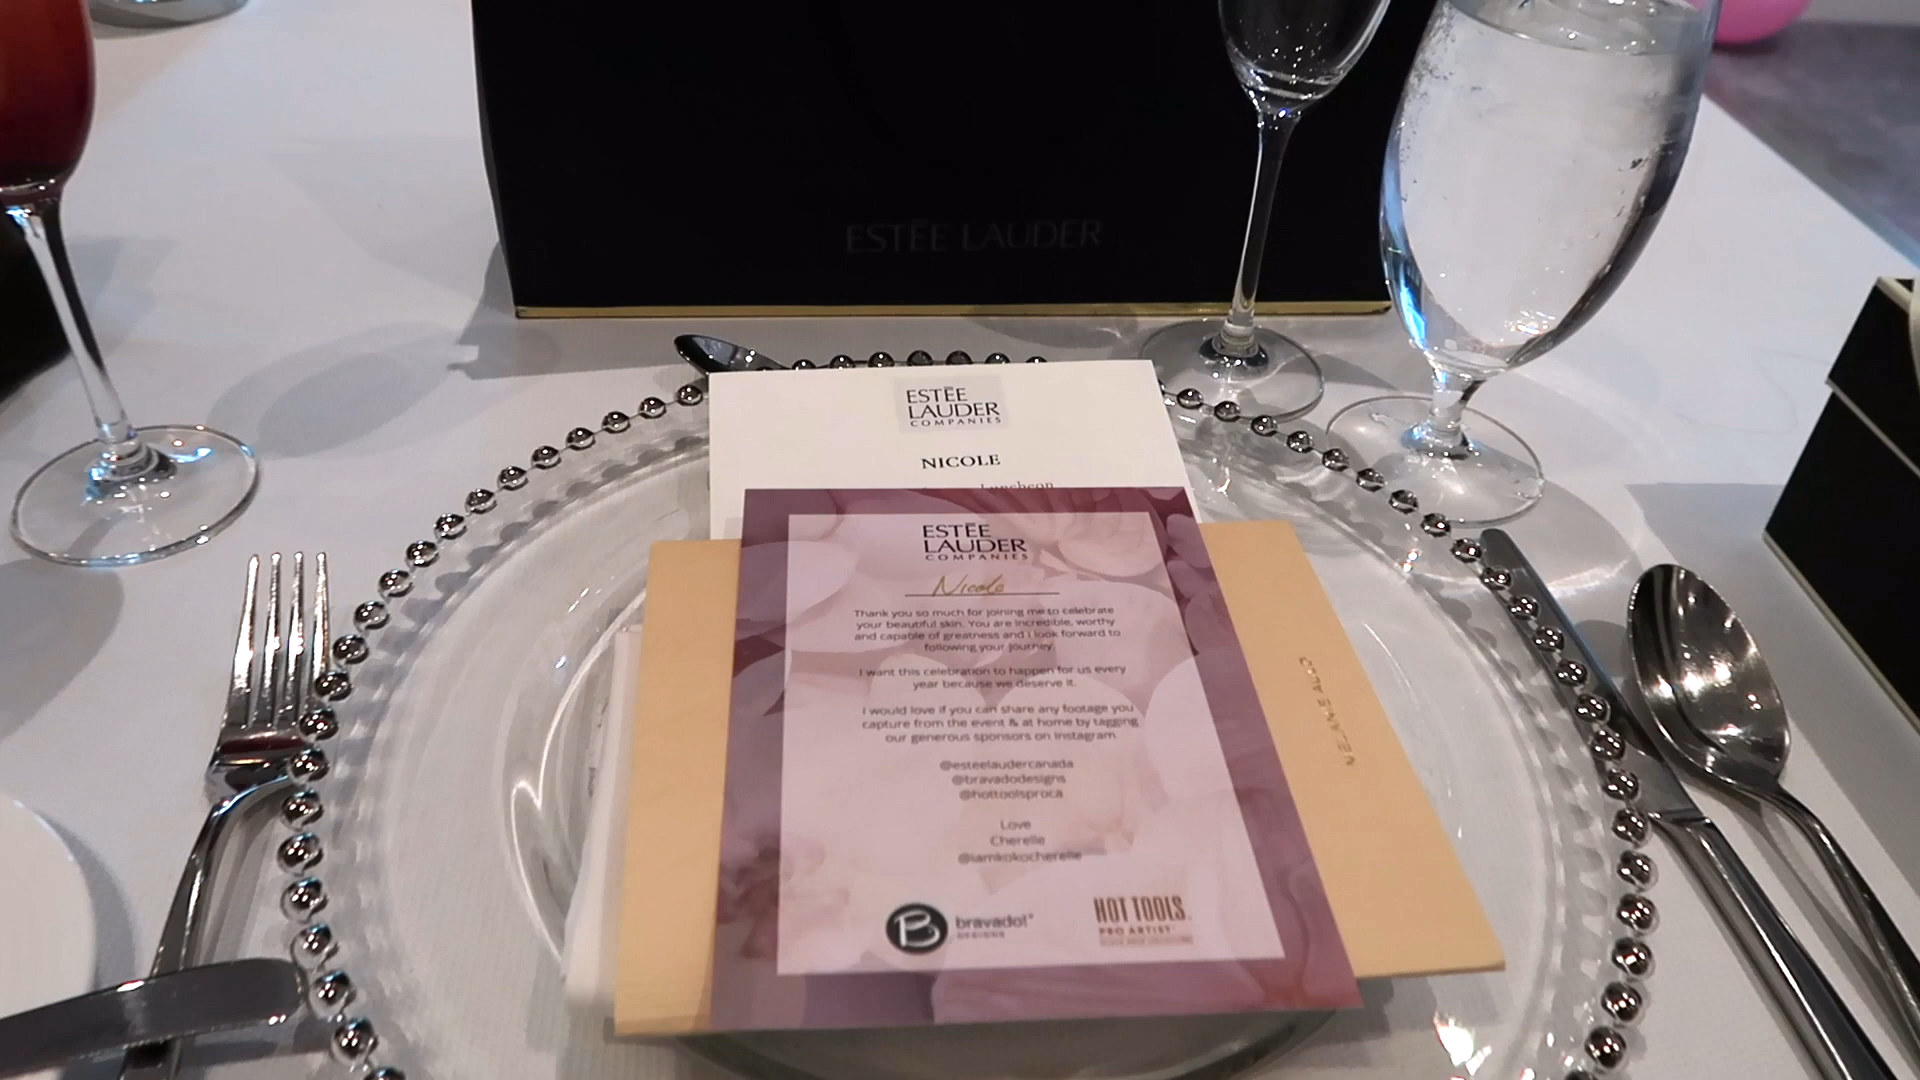 ESTĒE LAUDER
ESTĒE
LAUDER
COMPANIES
NICOLE
Luncheon
ESTĒE
LAUDER
COMPANIES
Nicole
Thank you so much for joining me to celebrate
your beautiful skin. You are incredible, worthy
and capable of greatness and I look forward to
following your journey.
I want this celebration to happen for us every
year because we deserve it.
I would love if you can share any footage you
capture from the event & at home by tagging
our generous sponsors on Instagram.
@esteelaudercanada
@bravadodesigns
@hottoolsproca
Love
Cherelle
@iamkokocherelle
B bravado!™
DESIGNS
HOT TOOLS.
PRO ARTIST
MELANIE AULD